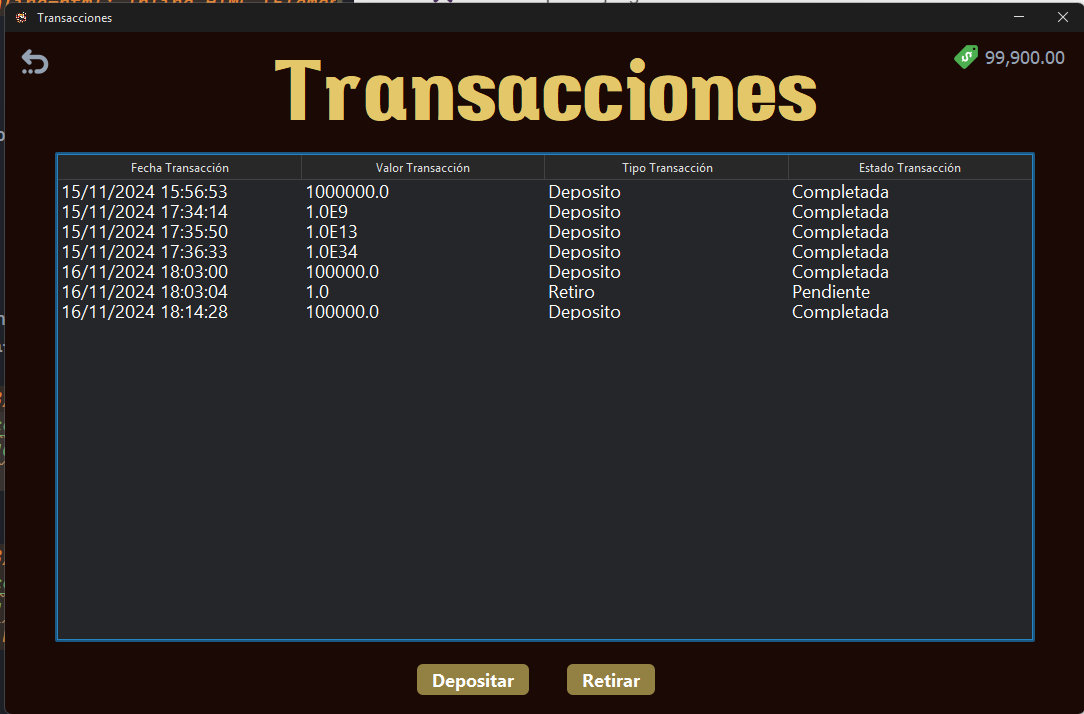 Transacciones
Transacciones
99,900.00
Fecha Transacción Valor Transacción Tipo Transacción Estado Transacción
15/11/2024 15:56:53 1000000.0 Deposito Completada
15/11/2024 17:34:14 1.0E9 Deposito Completada
15/11/2024 17:35:50 1.0E13 Deposito Completada
15/11/2024 17:36:33 1.0E34 Deposito Completada
16/11/2024 18:03:00 100000.0 Deposito Completada
16/11/2024 18:03:04 1.0 Retiro Pendiente
16/11/2024 18:14:28 100000.0 Deposito Completada
Depositar Retirar